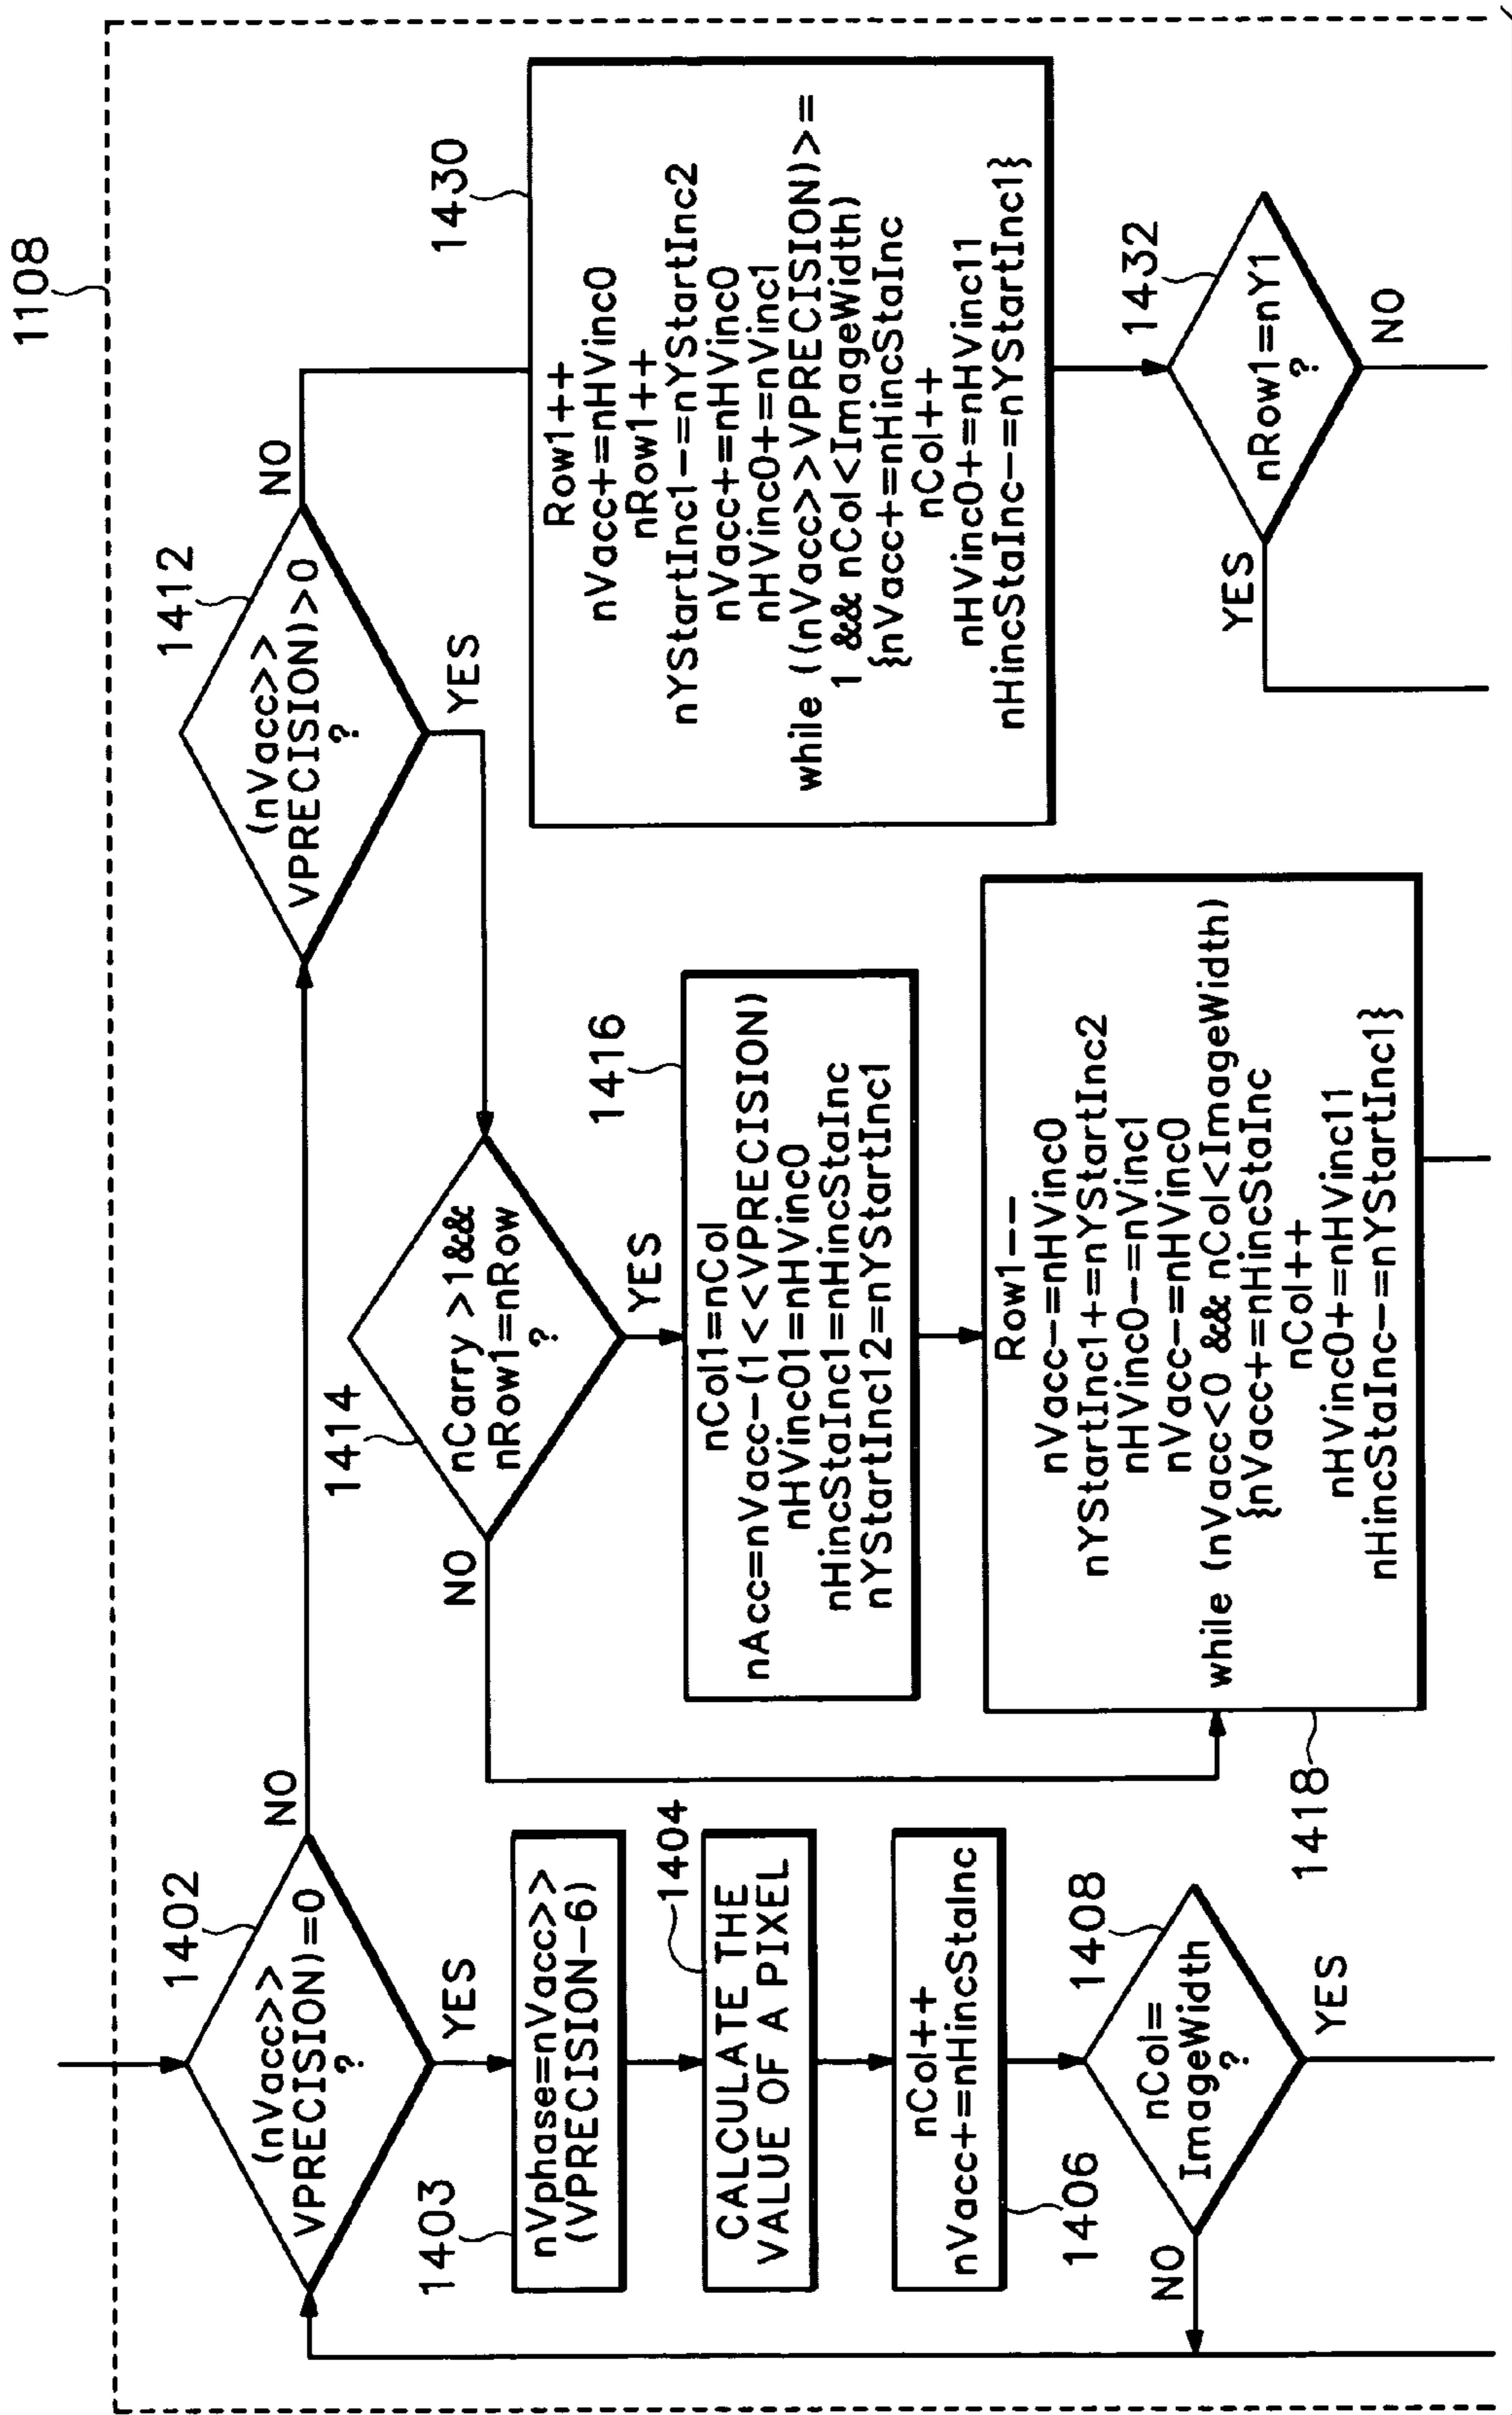 1108
1402
(nVacc>>
VPRECISION)=0
?
NO
YES
1403
nVphase=nVacc>>
(VPRECISION-6)
1404
CALCULATE THE
VALUE OF A PIXEL
nCol++
nVacc+=nHincStaInc
1406
1408
nCol=
ImageWidth
?
NO
YES
1412
(nVacc>>
VPRECISION)>0
?
NO
YES
1414
nCarry >1&&
nRow1=nRow
?
NO
YES
1416
nCol1=nCol
nAcc=nVacc-(1<<VPRECISION)
nHVinc01=nHVinc0
nHincStaInc1=nHincStaInc
nYStartInc12=nYStartInc1
1418
Row1--
nVacc-=nHVinc0
nYStartInc1+=nYStartInc2
nHVinc0-=nVinc1
nVacc-=nHVinc0
while (nVacc<0 && nCol<ImageWidth)
{nVacc+=nHincStaInc
nCol++
nHVinc0+=nHVinc11
nHincStaInc-=nYStartInc1}
1430
Row1++
nVacc+=nHVinc0
nRow1++
nYStartInc1-=nYStartInc2
nVacc+=nHVinc0
nHVinc0+=nVinc1
while ((nVacc>>VPRECISION)>=
1 && nCol<ImageWidth)
{nVacc+=nHincStaInc
nCol++
nHVinc0+=nHVinc11
nHincStaInc-=nYStartInc1}
1432
nRow1=nY1
?
YES
NO